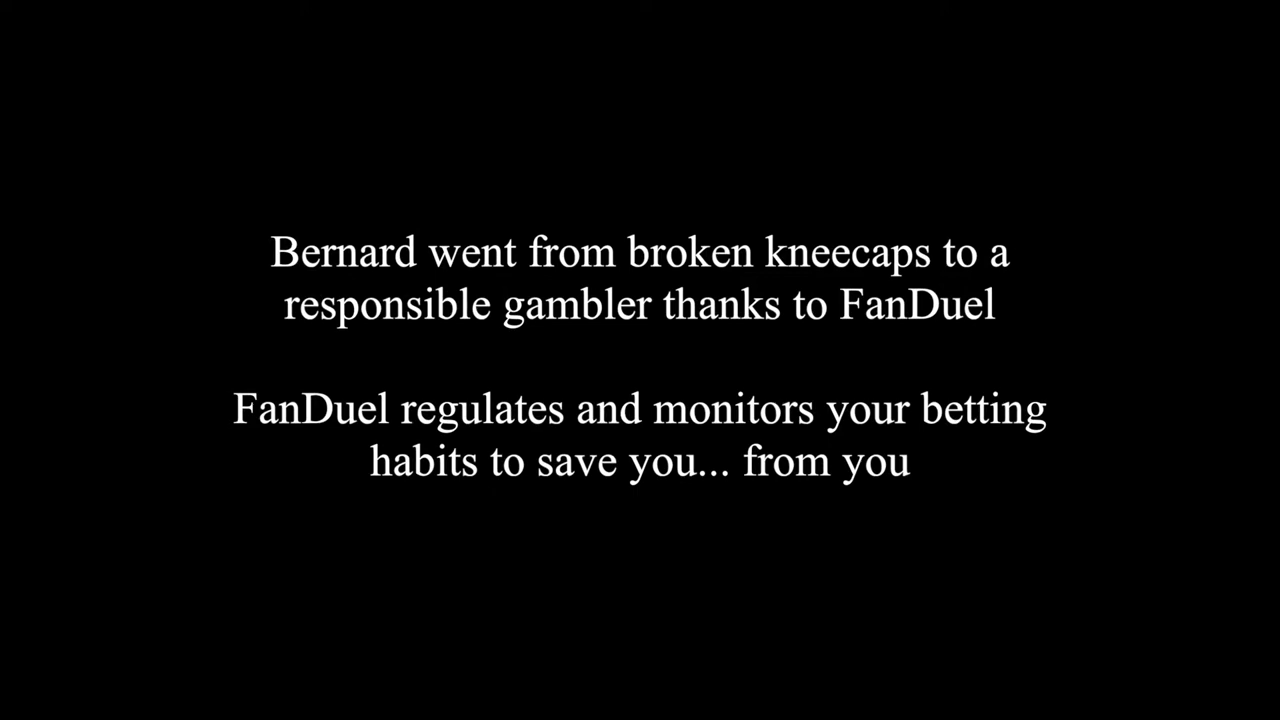 Bernard went from broken kneecaps to a
responsible gambler thanks to FanDuel
FanDuel regulates and monitors your betting
habits to save you... from you